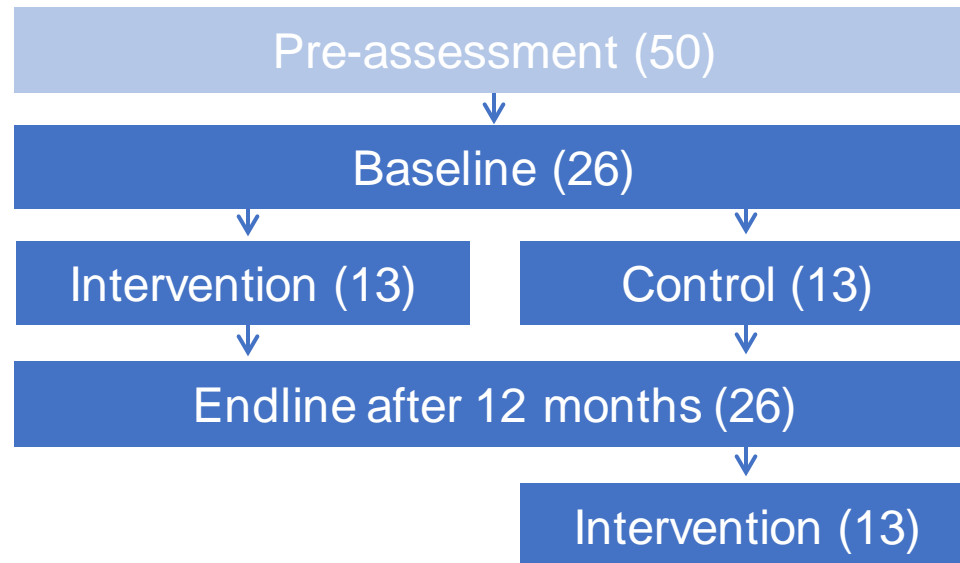 Pre-assessment (50)
Baseline (26)
Intervention (13)
Control (13)
Endline after 12 months (26)
Intervention (13)